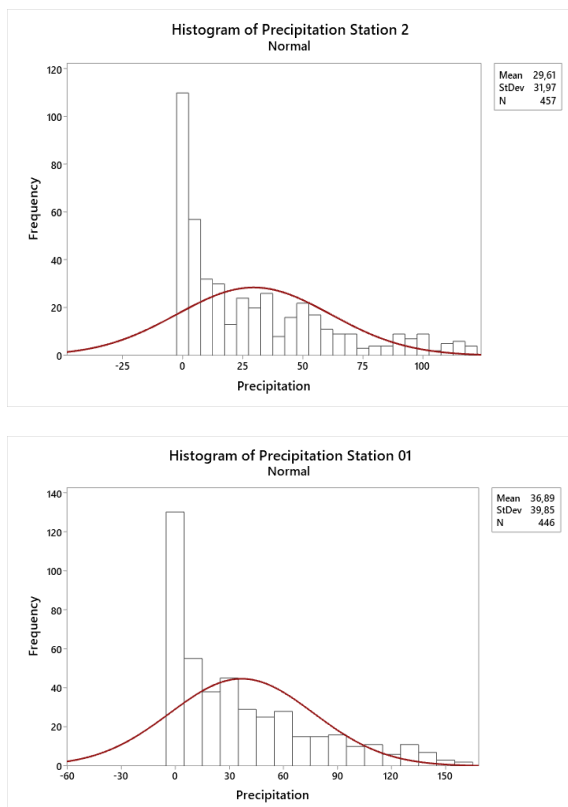 Histogram of Precipitation Station 2
Normal
Mean 29,61
StDev 31,97
N 457
120
100
80
60
40
20
0
Frequency
-25 0 25 50 75 100
Precipitation
Histogram of Precipitation Station 01
Normal
Mean 36,89
StDev 39,85
N 446
140
120
100
80
60
40
20
0
Frequency
-60 -30 0 30 60 90 120 150
Precipitation